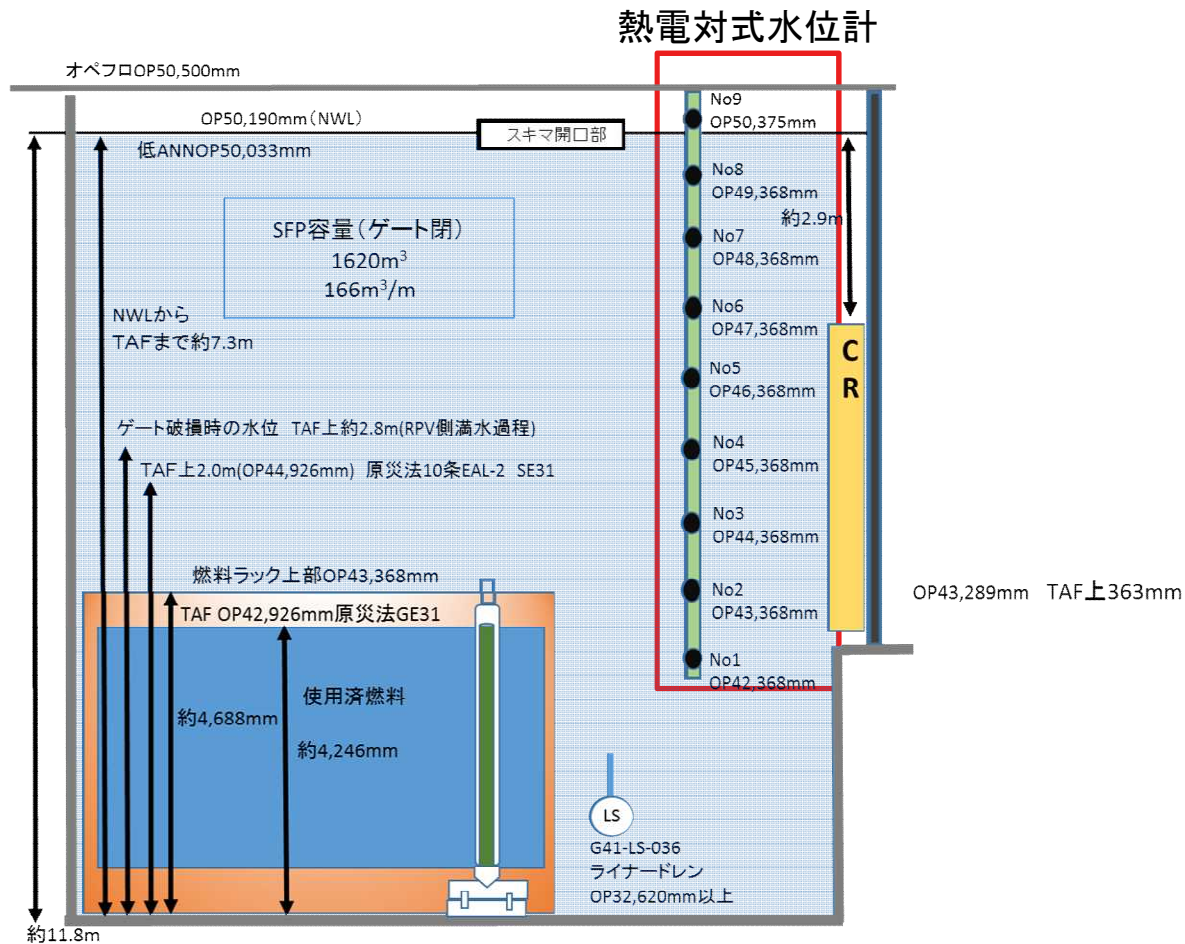 熱電対式水位計
オペフロOP50,500mm
No9
OP50,375mm
OP50,190mm(NWL)
スキマ開口部
低ANNOP50,033mm
No8
OP49,368mm
約2.9m
SFP容量(ゲート閉)
1620m³
166m³/m
No7
OP48,368mm
NWLから
TAFまで約7.3m
No6
OP47,368mm
C
R
No5
OP46,368mm
ゲート破損時の水位 TAF上約2.8m(RPV側満水過程)
No4
OP45,368mm
TAF上2.0m(OP44,926mm) 原災法10条EAL-2 SE31
No3
OP44,368mm
燃料ラック上部OP43,368mm
No2
OP43,368mm
OP43,289mm TAF上363mm
TAF OP42,926mm原災法GE31
No1
OP42,368mm
使用済燃料
約4,688mm
約4,246mm
LS
G41-LS-036
ライナードレン
OP32,620mm以上
約11.8m